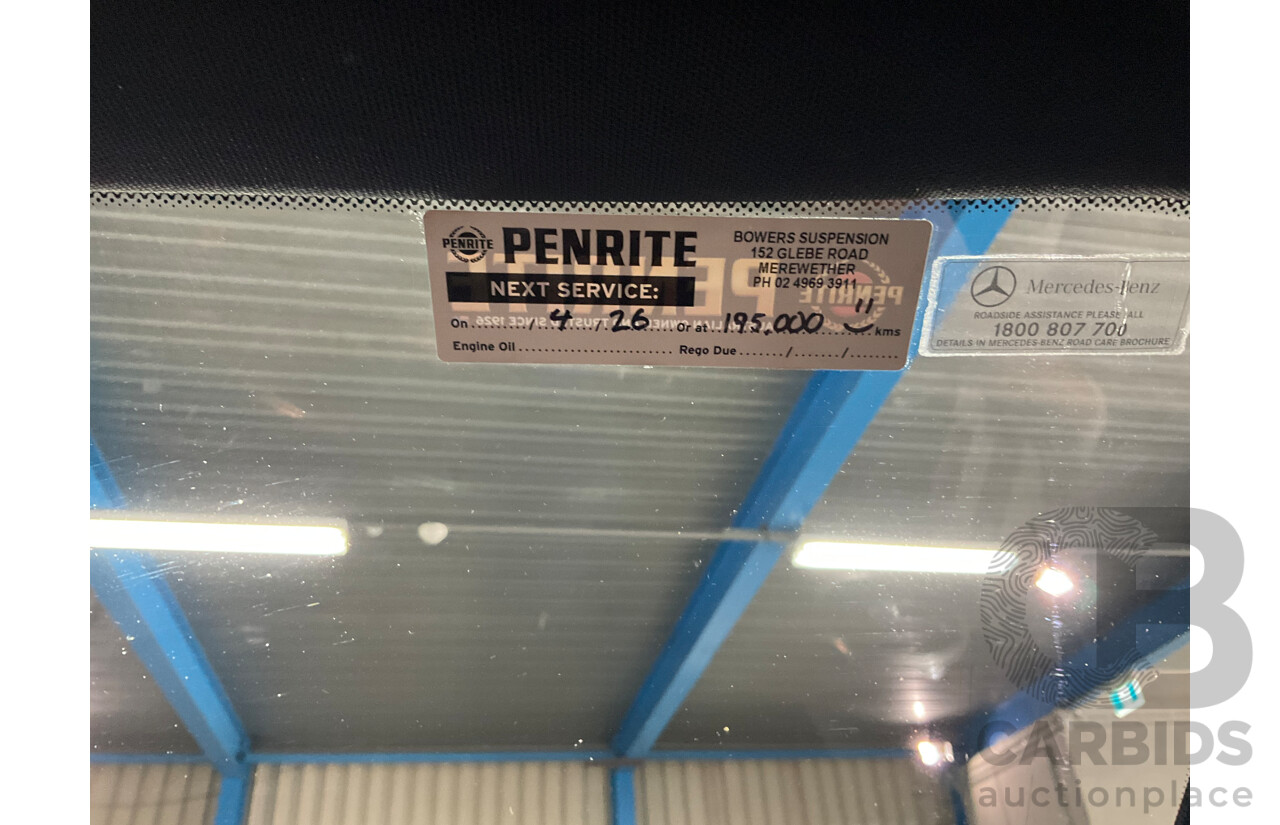 PENRITE
PENRITE
BOWERS SUSPENSION
152 GLEBE ROAD
MEREWETHER
PH 02 4969 3911
NEXT SERVICE:
On ......../ 4 / 26 Or at 195,000 kms
Engine Oil ........................ Rego Due ......./......./........
Mercedes-Benz
ROADSIDE ASSISTANCE PLEASE CALL
1800 807 700
DETAILS IN MERCEDES-BENZ ROAD CARE BROCHURE
CARBIDS
auctionplace